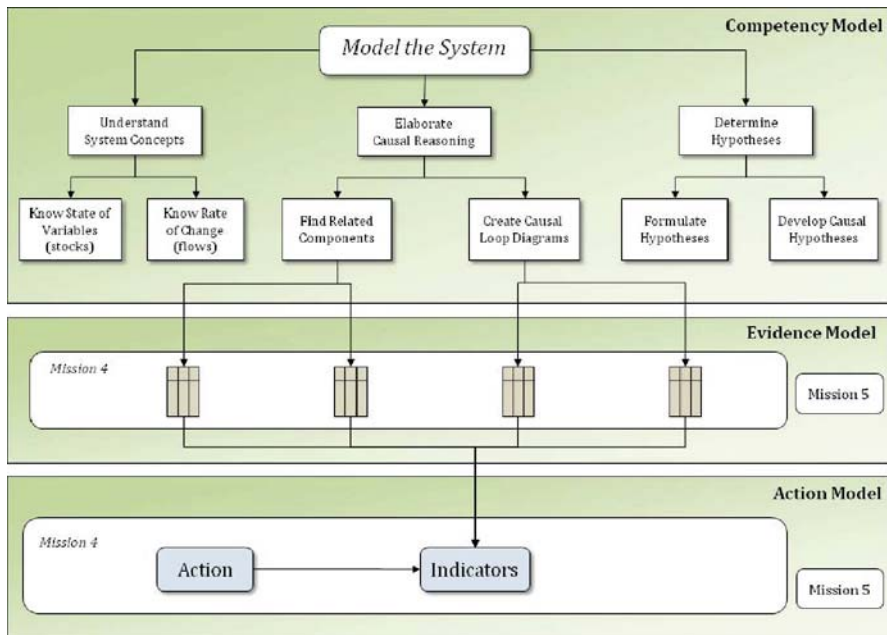 Competency Model
Model the System
Understand
System Concepts
Elaborate
Causal Reasoning
Determine
Hypotheses
Know State of
Variables
(stocks)
Know Rate
of Change
(flows)
Find Related
Components
Create Causal
Loop Diagrams
Formulate
Hypotheses
Develop Causal
Hypotheses
Evidence Model
Mission 4
Mission 5
Action Model
Mission 4
Action
Indicators
Mission 5